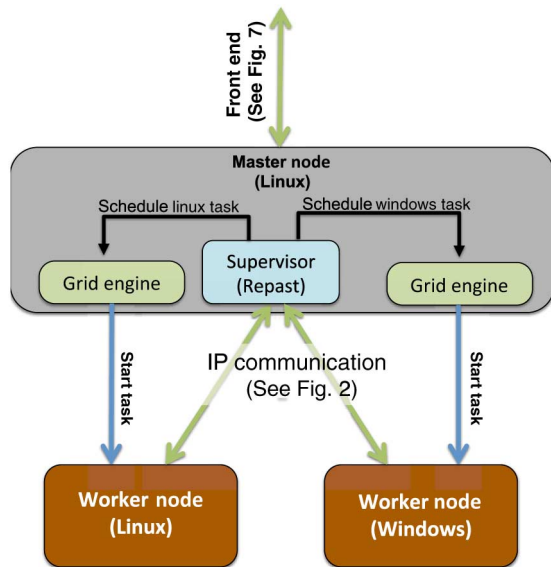 Front end
(See Fig. 7)
Master node
(Linux)
Schedule linux task
Schedule windows task
Grid engine
Supervisor
(Repast)
Grid engine
Start task
IP communication
(See Fig. 2)
Start task
Worker node
(Linux)
Worker node
(Windows)